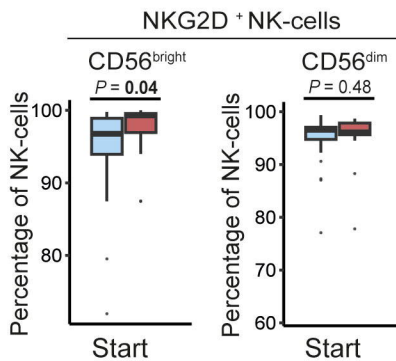 NKG2D + NK-cells
CD56bright
P = 0.04
Percentage of NK-cells
100
90
80
Start
CD56dim
P = 0.48
Percentage of NK-cells
100
90
80
70
60
Start